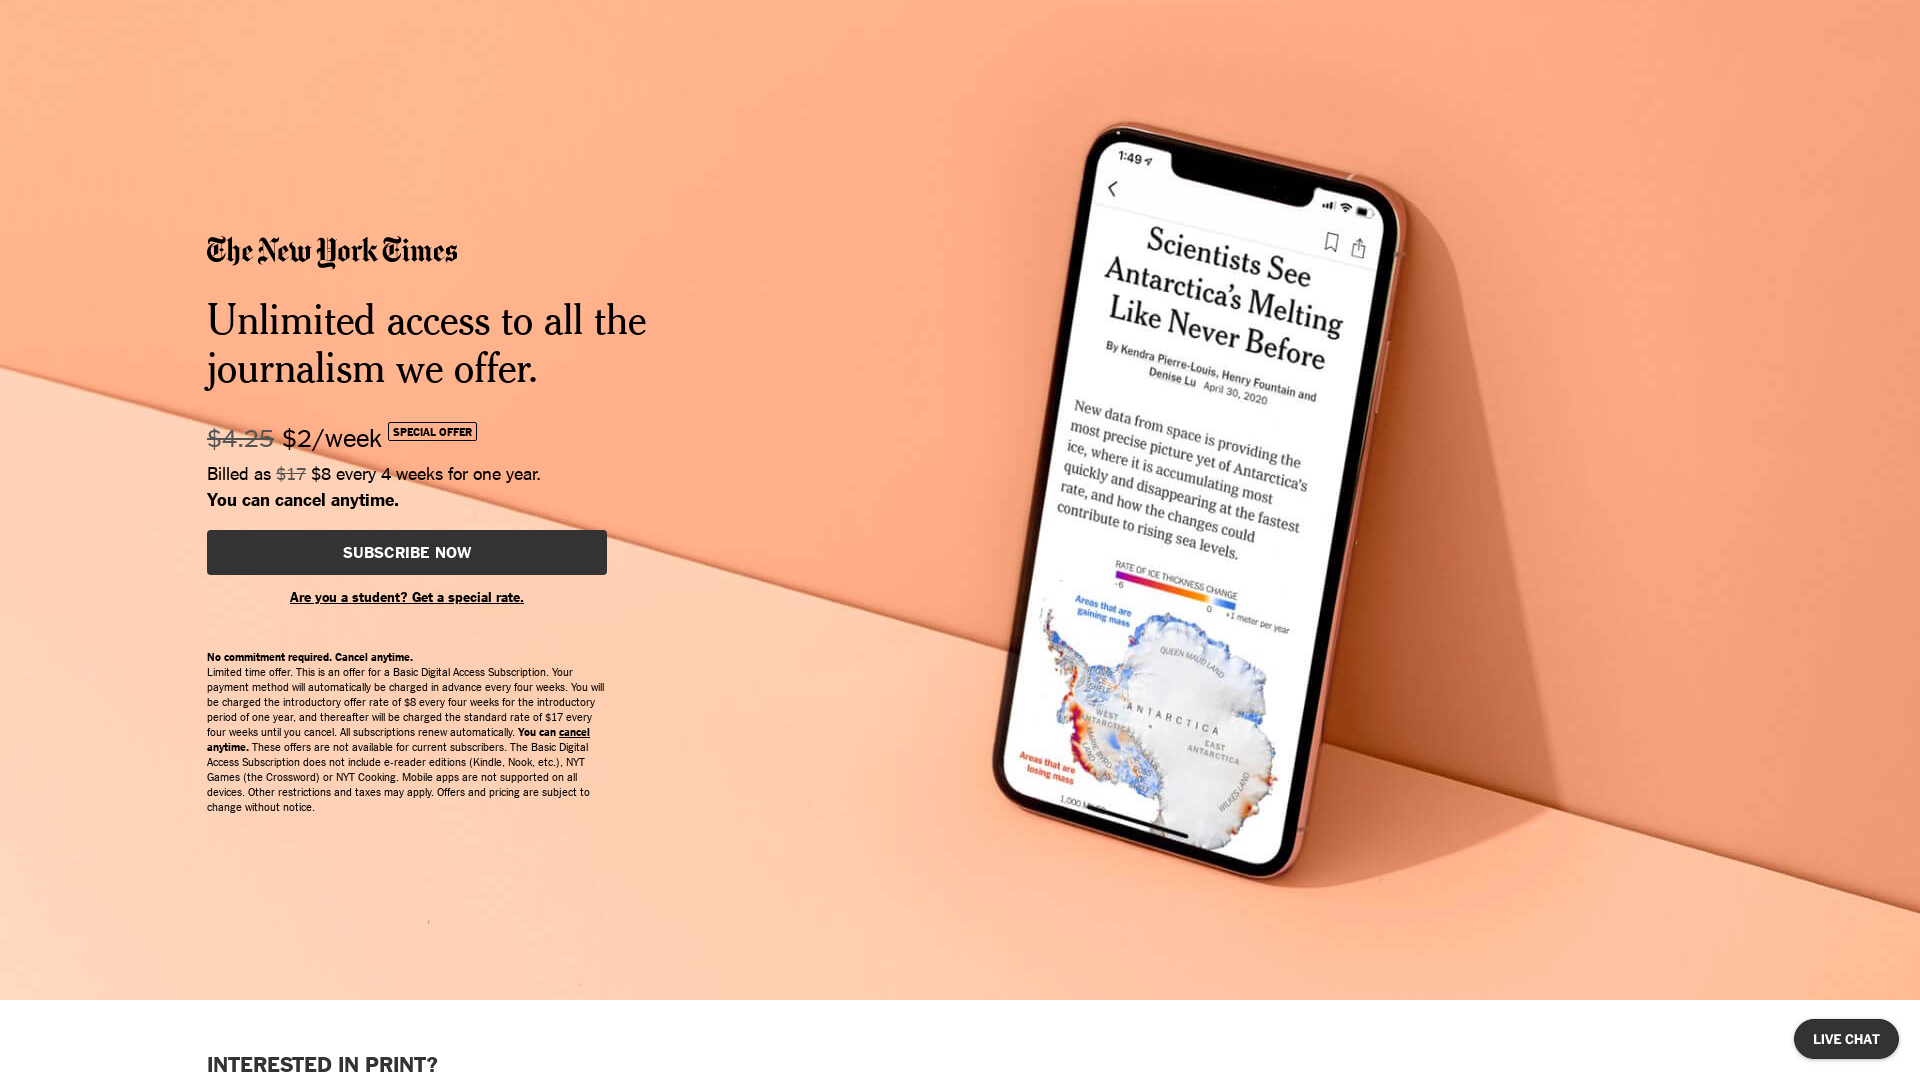 The New York Times
Unlimited access to all the
journalism we offer.
$4.25 $2/week SPECIAL OFFER
Billed as $17 $8 every 4 weeks for one year.
You can cancel anytime.
SUBSCRIBE NOW
Are you a student? Get a special rate.
No commitment required. Cancel anytime.
Limited time offer. This is an offer for a Basic Digital Access Subscription. Your
payment method will automatically be charged in advance every four weeks. You will
be charged the introductory offer rate of $8 every four weeks for the introductory
period of one year, and thereafter will be charged the standard rate of $17 every
four weeks until you cancel. All subscriptions renew automatically. You can cancel
anytime. These offers are not available for current subscribers. The Basic Digital
Access Subscription does not include e-reader editions (Kindle, Nook, etc.), NYT
Games (the Crossword) or NYT Cooking. Mobile apps are not supported on all
devices. Other restrictions and taxes may apply. Offers and pricing are subject to
change without notice.
1:49
Scientists See
Antarctica's Melting
Like Never Before
By Kendra Pierre-Louis, Henry Fountain and
Denise Lu April 30, 2020
New data from space is providing the
most precise picture yet of Antarctica's
ice, where it is accumulating most
quickly and disappearing at the fastest
rate, and how the changes could
contribute to rising sea levels.
RATE OF ICE THICKNESS CHANGE
-6 0 +1 meter per year
Areas that are
gaining mass
QUEEN MAUD LAND
ANTARCTICA
WEST
ANTARCTICA
EAST
ANTARCTICA
MARIE BYRD
LAND
WILKES LAND
Areas that are
losing mass
1,000
INTERESTED IN PRINT?
LIVE CHAT